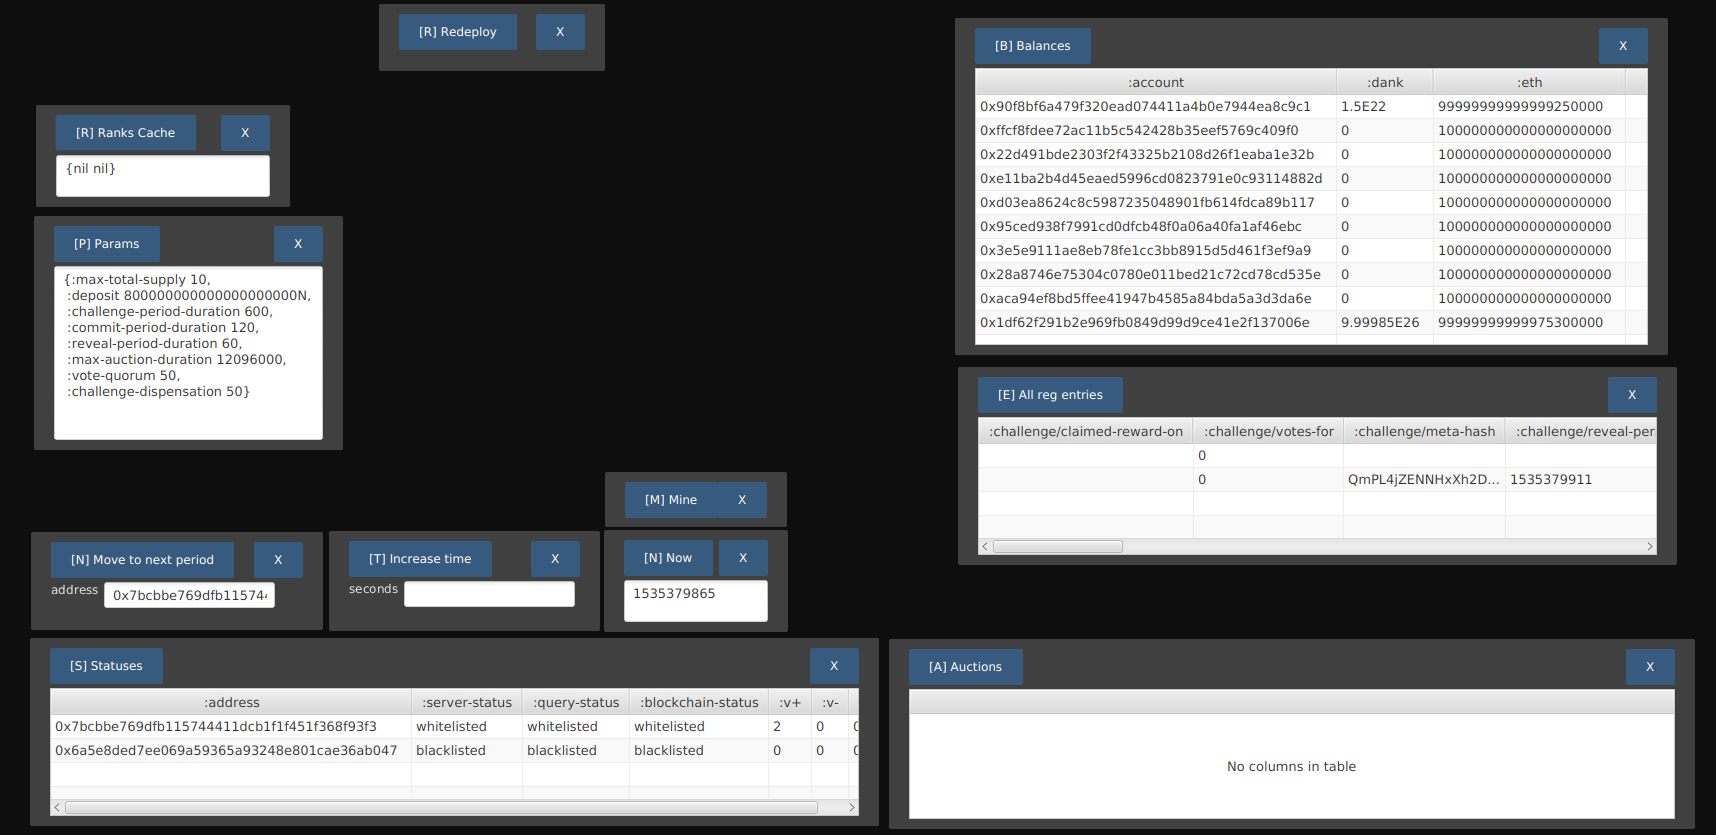 [R] Redeploy X
[R] Ranks Cache X
{nil nil}
[P] Params X
{:max-total-supply 10,
:deposit 800000000000000000000N,
:challenge-period-duration 600,
:commit-period-duration 120,
:reveal-period-duration 60,
:max-auction-duration 12096000,
:vote-quorum 50,
:challenge-dispensation 50}
[B] Balances X
:account :dank :eth
0x90f8bf6a479f320ead074411a4b0e7944ea8c9c1 1.5E22 99999999999999250000
0xffcf8fdee72ac11b5c542428b35eef5769c409f0 0 100000000000000000000
0x22d491bde2303f2f43325b2108d26f1eaba1e32b 0 100000000000000000000
0xe11ba2b4d45eaed5996cd0823791e0c93114882d 0 100000000000000000000
0xd03ea8624c8c5987235048901fb614fdca89b117 0 100000000000000000000
0x95ced938f7991cd0dfcb48f0a06a40fa1af46ebc 0 100000000000000000000
0x3e5e9111ae8eb78fe1cc3bb8915d5d461f3ef9a9 0 100000000000000000000
0x28a8746e75304c0780e011bed21c72cd78cd535e 0 100000000000000000000
0xaca94ef8bd5ffee41947b4585a84bda5a3d3da6e 0 100000000000000000000
0x1df62f291b2e969fb0849d99d9ce41e2f137006e 9.99985E26 99999999999975300000
[E] All reg entries X
:challenge/claimed-reward-on :challenge/votes-for :challenge/meta-hash :challenge/reveal-per
0
0 QmPL4jZENNHxXh2D... 1535379911
[M] Mine X
[N] Move to next period X
address 0x7bcbbe769dfb115744
[T] Increase time X
seconds
[N] Now X
1535379865
[S] Statuses X
:address :server-status :query-status :blockchain-status :v+ :v-
0x7bcbbe769dfb115744411dcb1f1f451f368f93f3 whitelisted whitelisted whitelisted 2 0
0x6a5e8ded7ee069a59365a93248e801cae36ab047 blacklisted blacklisted blacklisted 0 0
[A] Auctions X
No columns in table